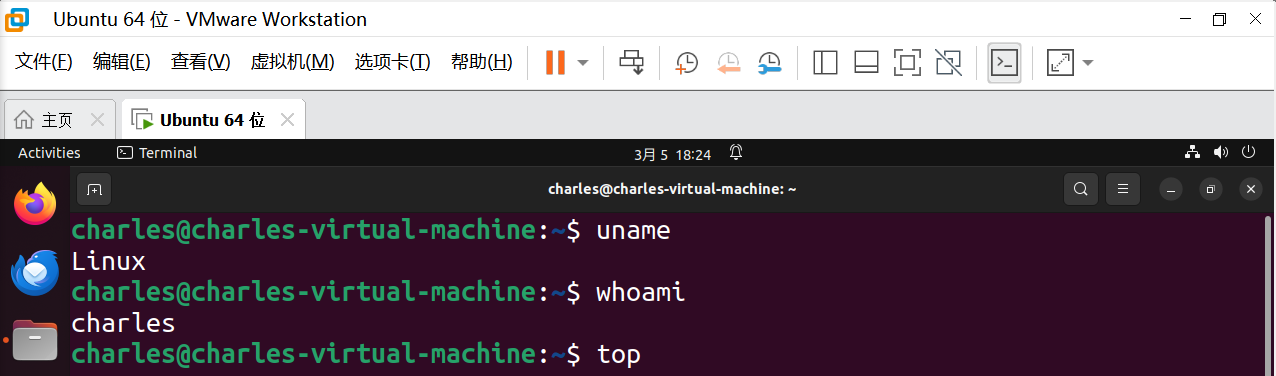 Ubuntu 64 位 - VMware Workstation
文件(F) 编辑(E) 查看(V) 虚拟机(M) 选项卡(T) 帮助(H)
主页 Ubuntu 64 位
Activities Terminal 3月 5 18:24
charles@charles-virtual-machine: ~
charles@charles-virtual-machine:~$ uname
Linux
charles@charles-virtual-machine:~$ whoami
charles
charles@charles-virtual-machine:~$ top